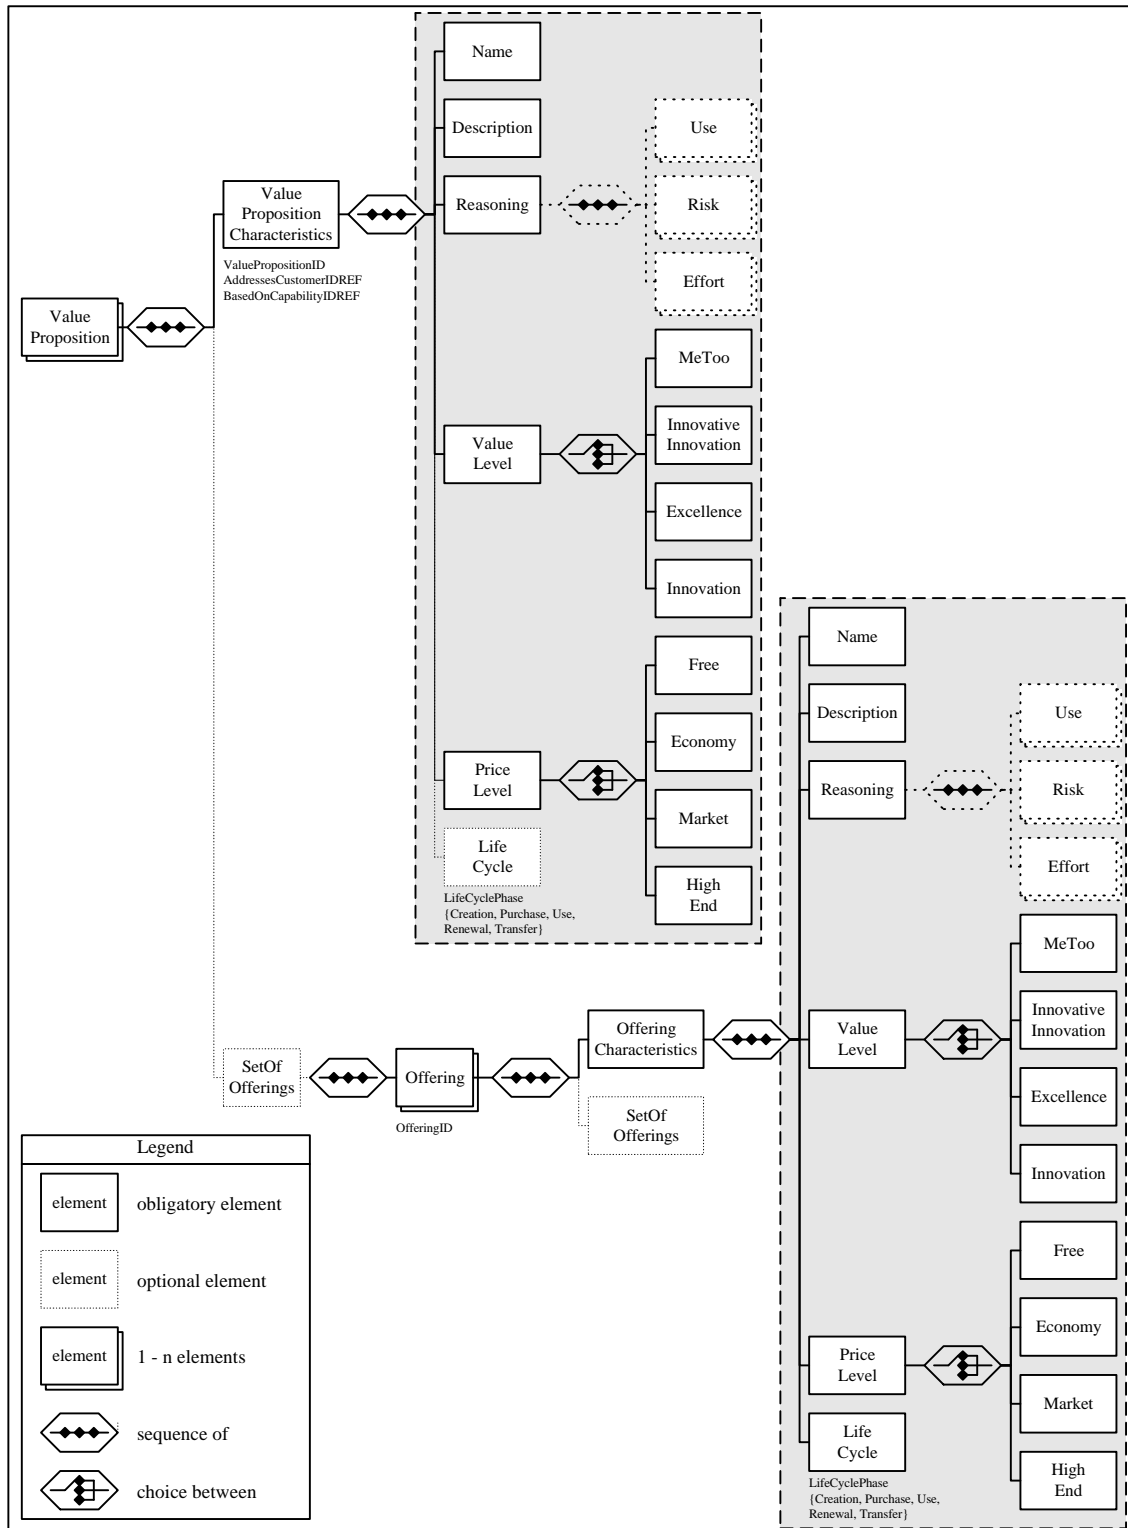 Name
Description
Use
Reasoning
Risk
Effort
Value
Proposition
Characteristics
ValuePropositionID
AddressesCustomerIDREF
BasedOnCapabilityIDREF
Value
Proposition
MeToo
Innovative
Innovation
Value
Level
Excellence
Innovation
Free
Economy
Price
Level
Market
Life
Cycle
High
End
LifeCyclePhase
{Creation, Purchase, Use,
Renewal, Transfer}
Name
Description
Use
Reasoning
Risk
Effort
MeToo
Innovative
Innovation
Value
Level
Excellence
Innovation
Offering
Characteristics
SetOf
Offerings
Offering
OfferingID
SetOf
Offerings
Free
Economy
Price
Level
Market
Life
Cycle
High
End
LifeCyclePhase
{Creation, Purchase, Use,
Renewal, Transfer}
Legend
element
obligatory element
element
optional element
element
1 - n elements
sequence of
choice between